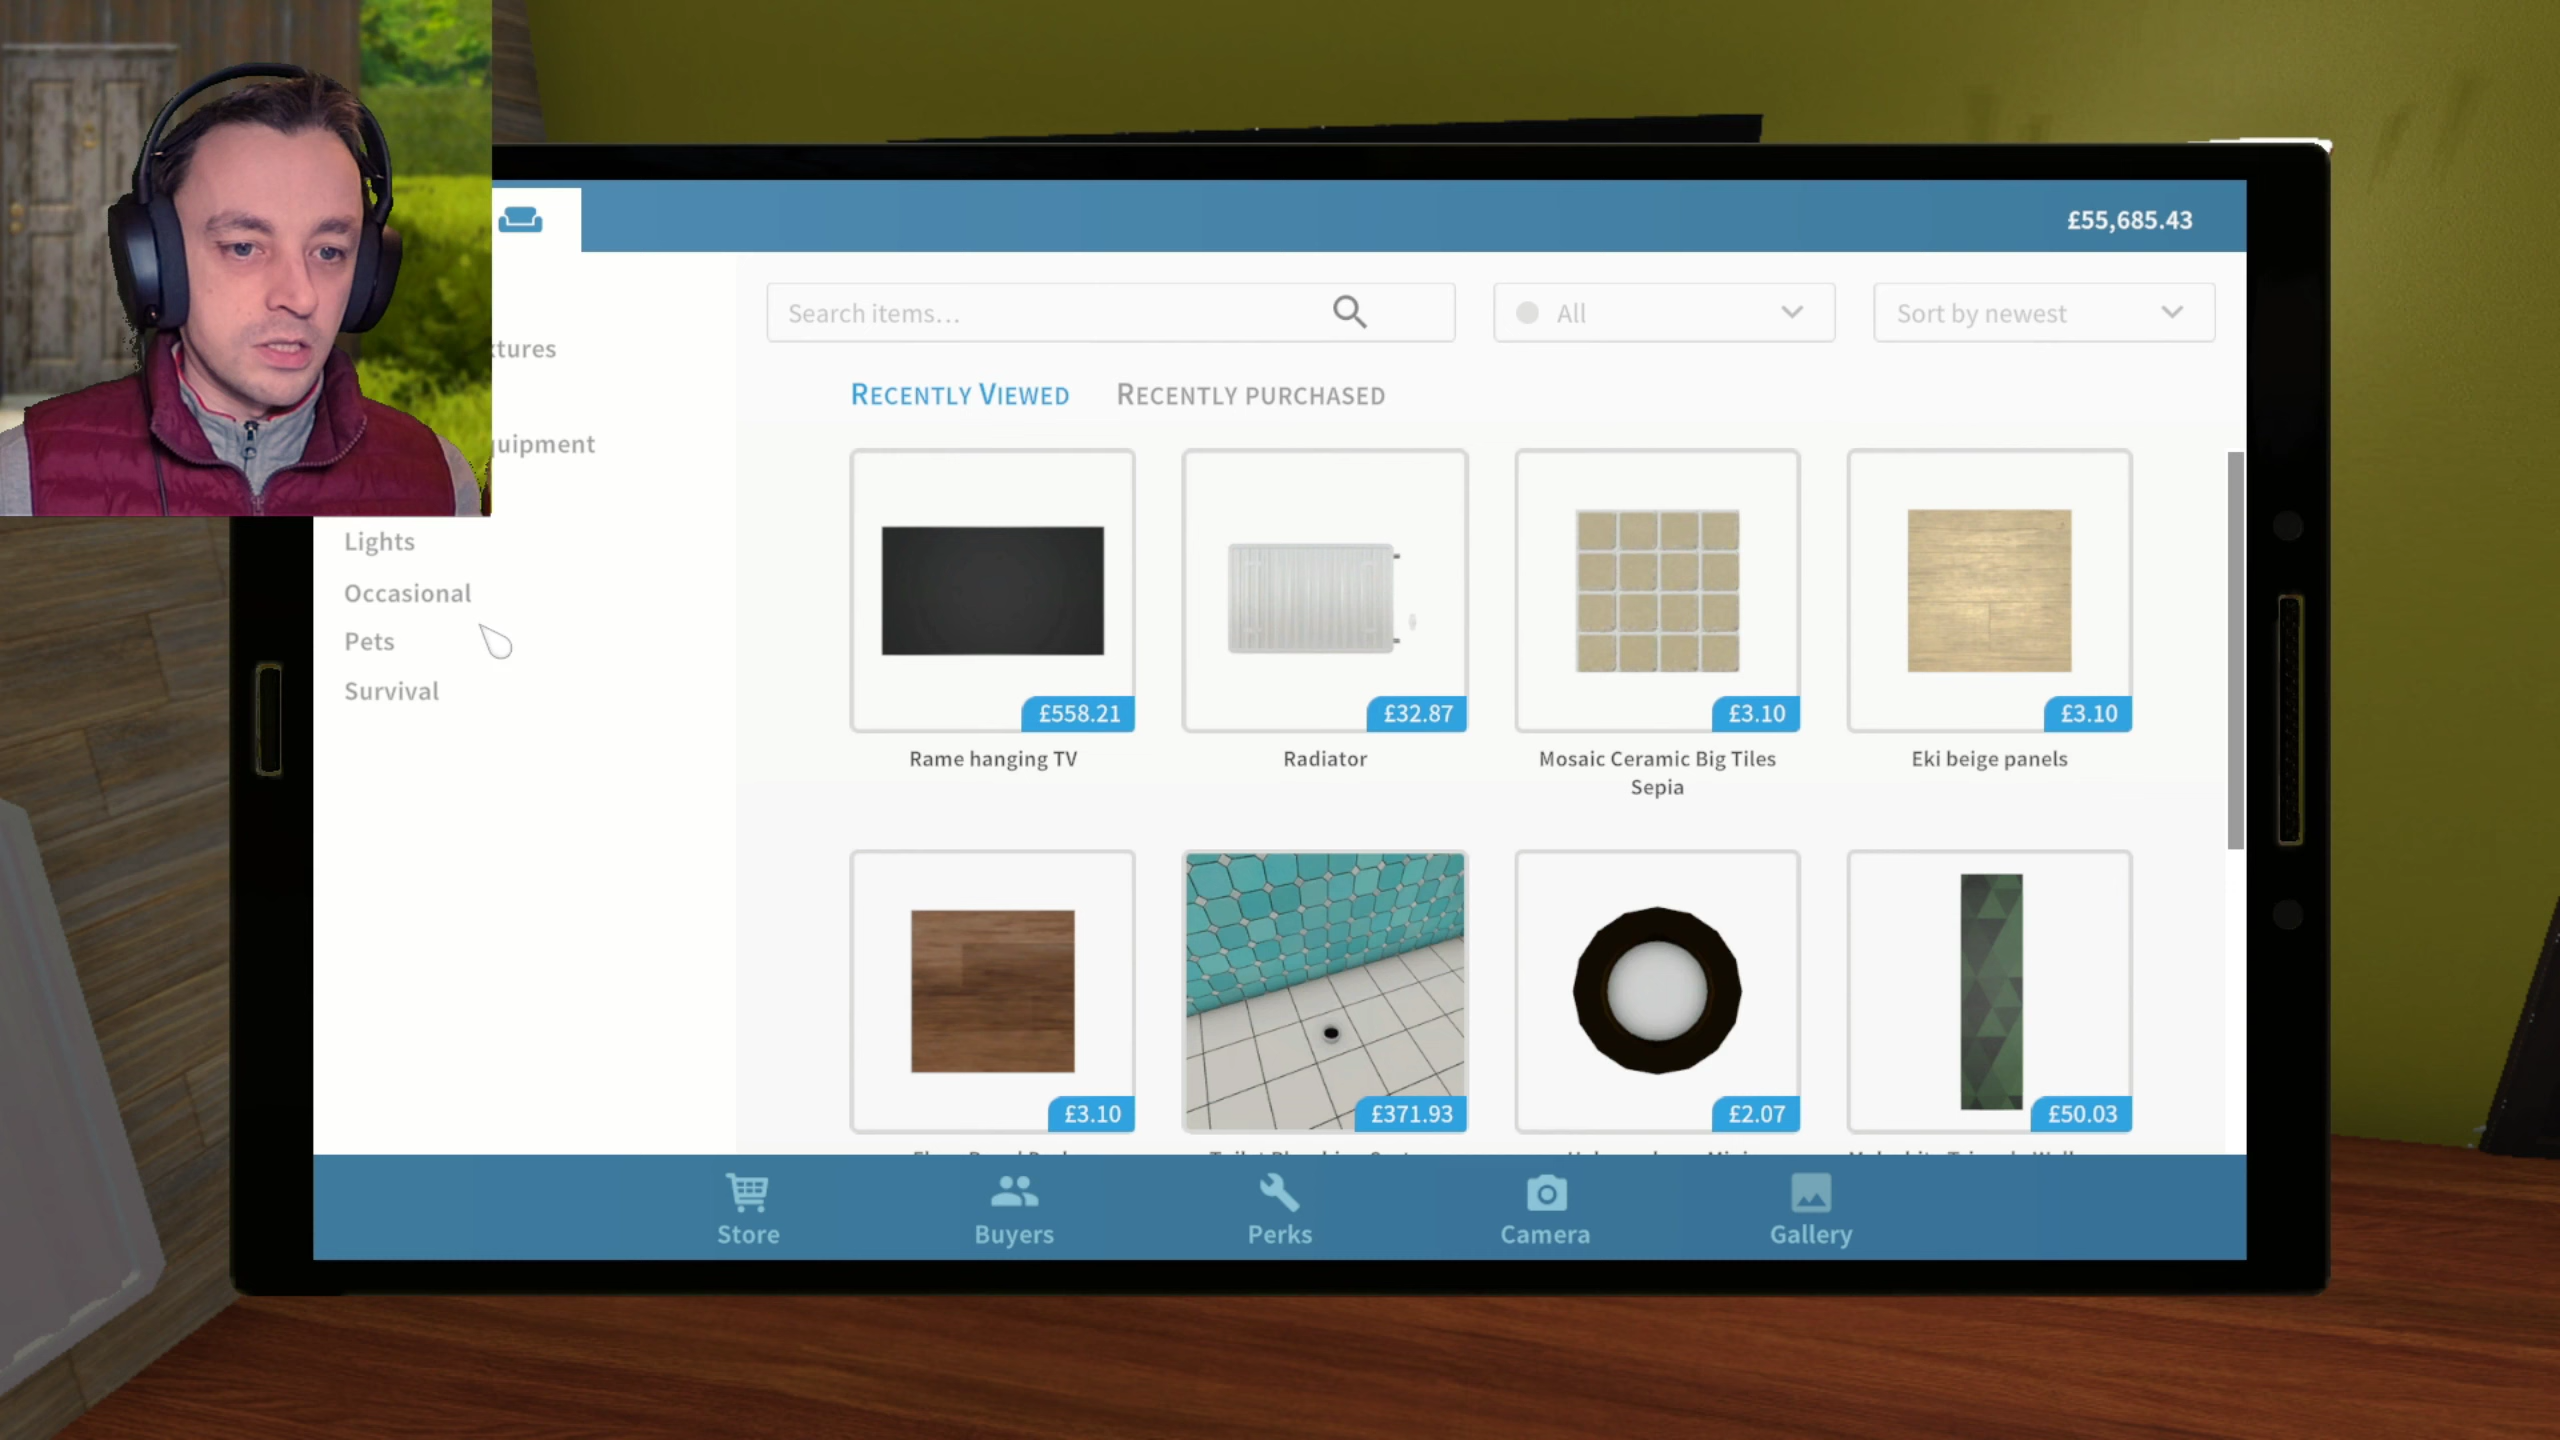 £55,685.43
Search items...
All
Sort by newest
RECENTLY VIEWED
RECENTLY PURCHASED
Lights
Occasional
Pets
Survival
£558.21
£32.87
£3.10
£3.10
Rame hanging TV
Radiator
Mosaic Ceramic Big Tiles
Sepia
Eki beige panels
£3.10
£371.93
£2.07
£50.03
Store
Buyers
Perks
Camera
Gallery